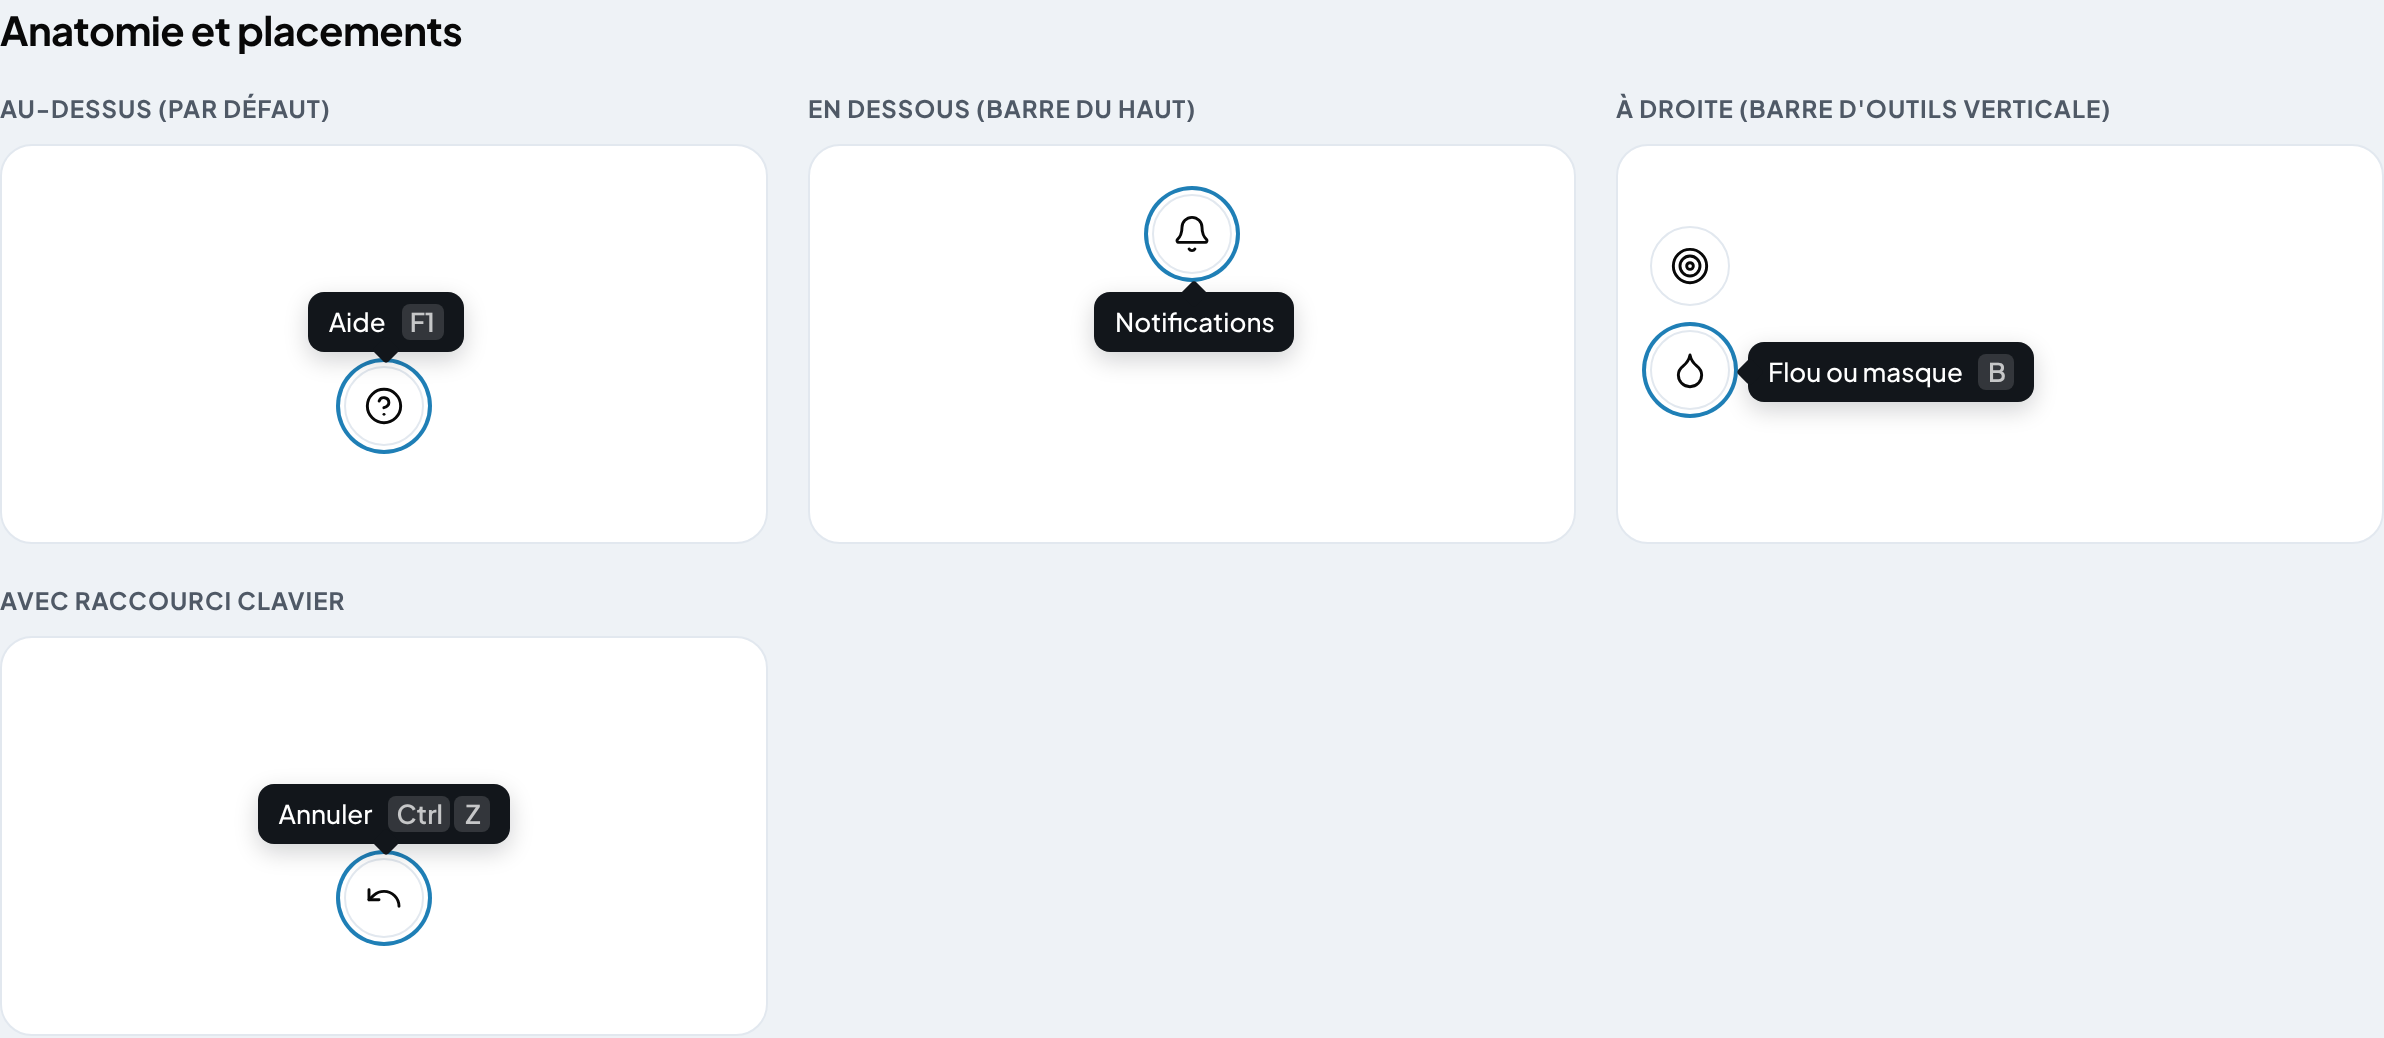 Anatomie et placements
AU-DESSUS (PAR DÉFAUT)
EN DESSOUS (BARRE DU HAUT)
À DROITE (BARRE D'OUTILS VERTICALE)
Aide F1
Notifications
Flou ou masque B
AVEC RACCOURCI CLAVIER
Annuler Ctrl Z